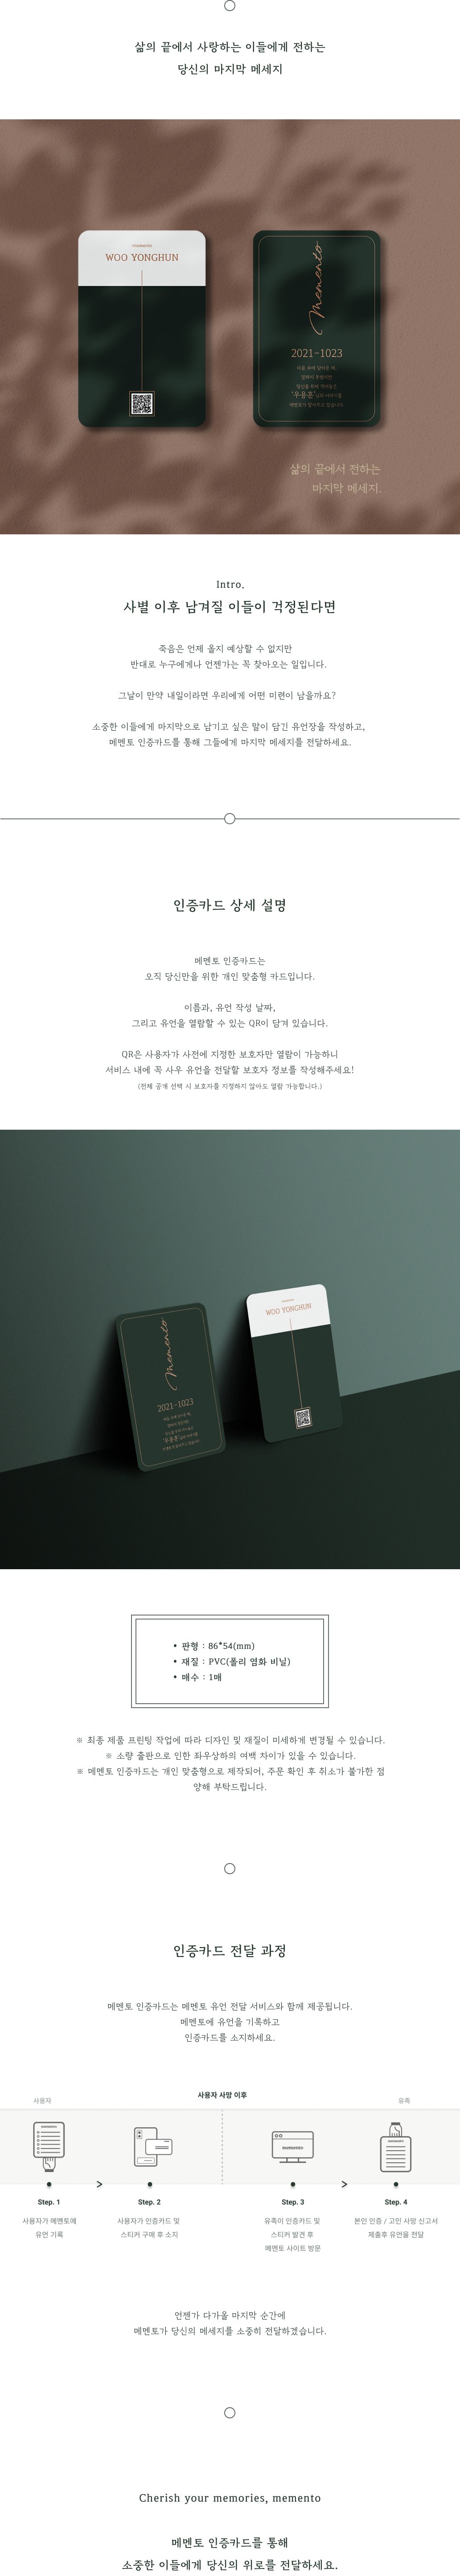 삶의 끝에서 사랑하는 이들에게 전하는
당신의 마지막 메세지
memento
WOO YONGHUN
Memento
2021-1023
'우용훈'
삶의 끝에서 전하는
마지막 메세지.
Intro.
사별 이후 남겨질 이들이 걱정된다면
죽음은 언제 올지 예상할 수 없지만
반대로 누구에게나 언젠가는 꼭 찾아오는 일입니다.
그날이 만약 내일이라면 우리에게 어떤 미련이 남을까요?
소중한 이들에게 마지막으로 남기고 싶은 말이 담긴 유언장을 작성하고,
메멘토 인증카드를 통해 그들에게 마지막 메세지를 전달하세요.
인증카드 상세 설명
메멘토 인증카드는
오직 당신만을 위한 개인 맞춤형 카드입니다.
이름과, 유언 작성 날짜,
그리고 유언을 열람할 수 있는 QR이 담겨 있습니다.
QR은 사용자가 사전에 지정한 보호자만 열람이 가능하니
서비스 내에 꼭 사우 유언을 전달할 보호자 정보를 작성해주세요!
(전체 공개 선택 시 보호자를 지정하지 않아도 열람 가능합니다.)
WOO YONGHUN
Memento
2021-1023
• 판형 : 86*54(mm)
• 재질 : PVC(폴리 염화 비닐)
• 매수 : 1매
※ 최종 제품 프린팅 작업에 따라 디자인 및 재질이 미세하게 변경될 수 있습니다.
※ 소량 출판으로 인한 좌우상하의 여백 차이가 있을 수 있습니다.
※ 메멘토 인증카드는 개인 맞춤형으로 제작되어, 주문 확인 후 취소가 불가한 점
양해 부탁드립니다.
인증카드 전달 과정
메멘토 인증카드는 메멘토 유언 전달 서비스와 함께 제공됩니다.
메멘토에 유언을 기록하고
인증카드를 소지하세요.
사용자 사망 이후
사용자
유족
Step. 1
사용자가 메멘토에
유언 기록
>
Step. 2
사용자가 인증카드 및
스티커 구매 후 소지
memento
Step. 3
유족이 인증카드 및
스티커 발견 후
메멘토 사이트 방문
>
Step. 4
본인 인증 / 고인 사망 신고서
제출후 유언을 전달
언젠가 다가올 마지막 순간에
메멘토가 당신의 메세지를 소중히 전달하겠습니다.
Cherish your memories, memento
메멘토 인증카드를 통해
소중한 이들에게 당신의 위로를 전달하세요.